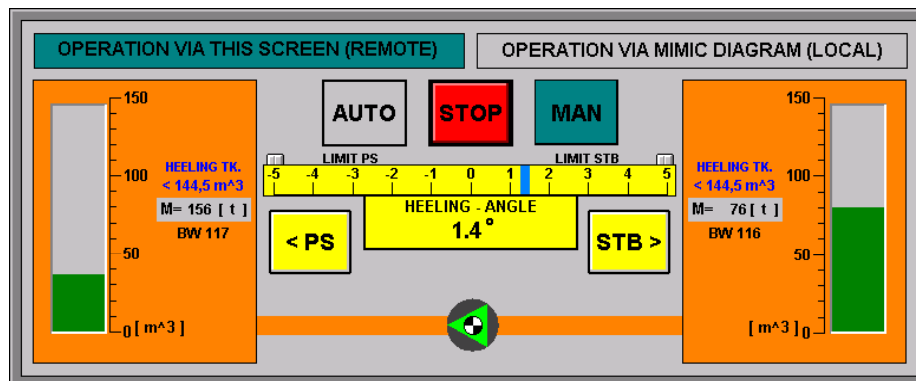 OPERATION VIA THIS SCREEN (REMOTE)
OPERATION VIA MIMIC DIAGRAM (LOCAL)
150
100
50
0 [ m^3 ]
HEELING TK.
< 144,5 m^3
M= 156 [ t ]
BW 117
AUTO
STOP
MAN
LIMIT PS
LIMIT STB
-5 -4 -3 -2 -1 0 1 2 3 4 5
HEELING - ANGLE
1.4°
< PS
STB >
HEELING TK.
< 144,5 m^3
M= 76 [ t ]
BW 116
150
100
50
[ m^3 ] 0